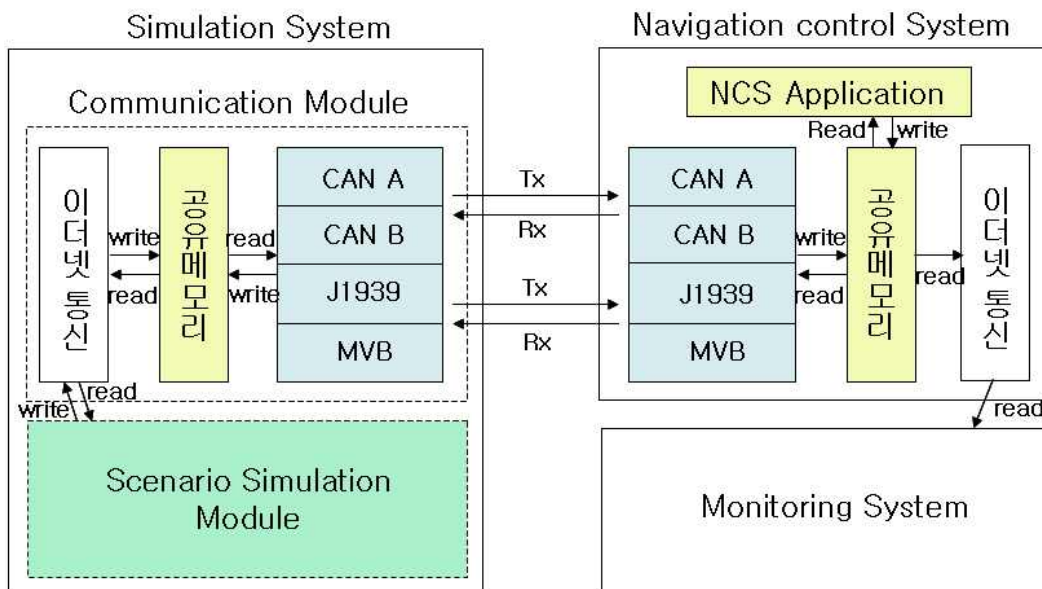 Simulation System
Navigation control System
Communication Module
NCS Application
Read
write
이더넷 통신
write
read
공유메모리
read
write
CAN A
CAN B
J1939
MVB
Tx
Rx
Tx
Rx
CAN A
CAN B
J1939
MVB
write
read
공유메모리
read
이더넷 통신
write
read
read
Scenario Simulation
Module
Monitoring System